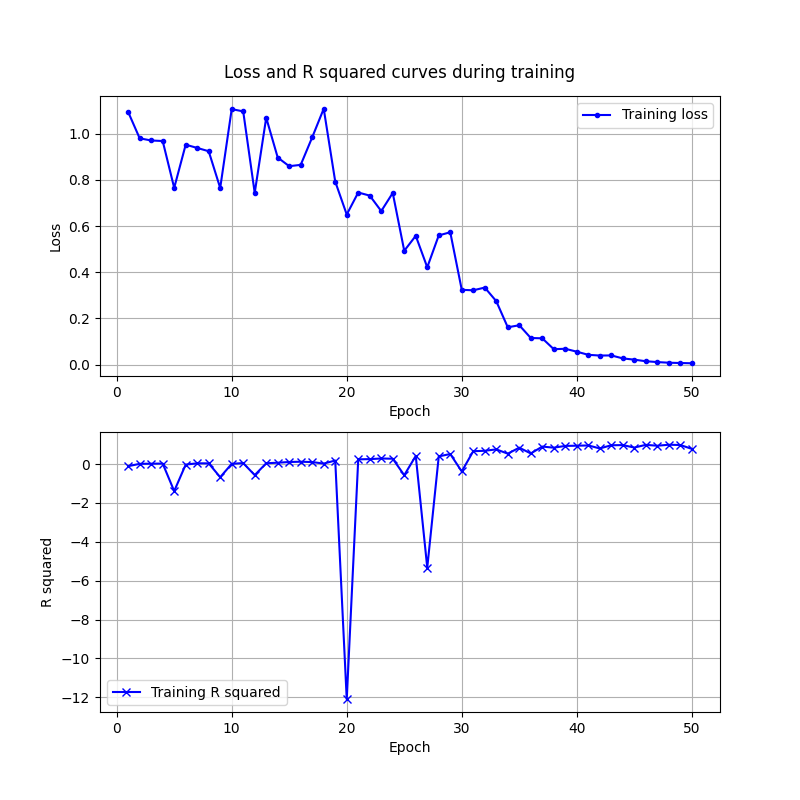 Loss and R squared curves during training
Training loss
1.0
0.8
0.6
0.4
0.2
0.0
Loss
0 10 20 30 40 50
Epoch
0
−2
−4
−6
−8
−10
−12
R squared
Training R squared
0 10 20 30 40 50
Epoch